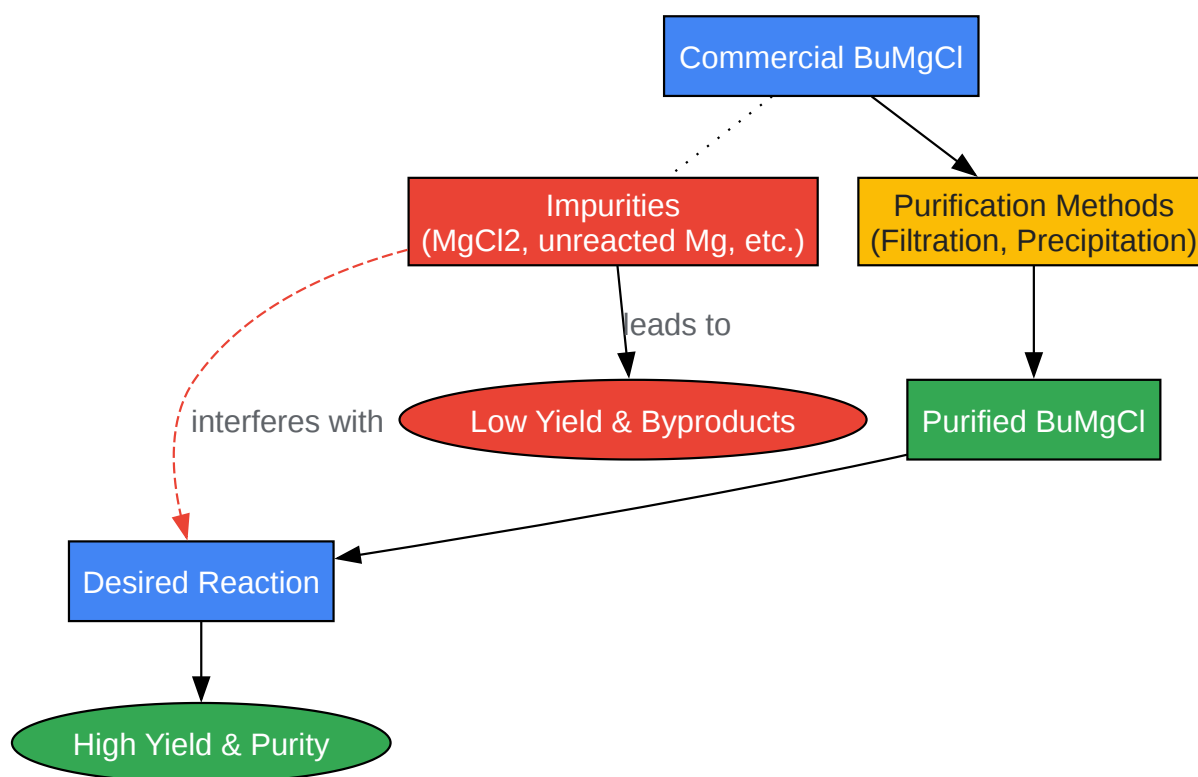 Commercial BuMgCl
Impurities
(MgCl2, unreacted Mg, etc.)
Purification Methods
(Filtration, Precipitation)
leads to
interferes with
Low Yield & Byproducts
Purified BuMgCl
Desired Reaction
High Yield & Purity